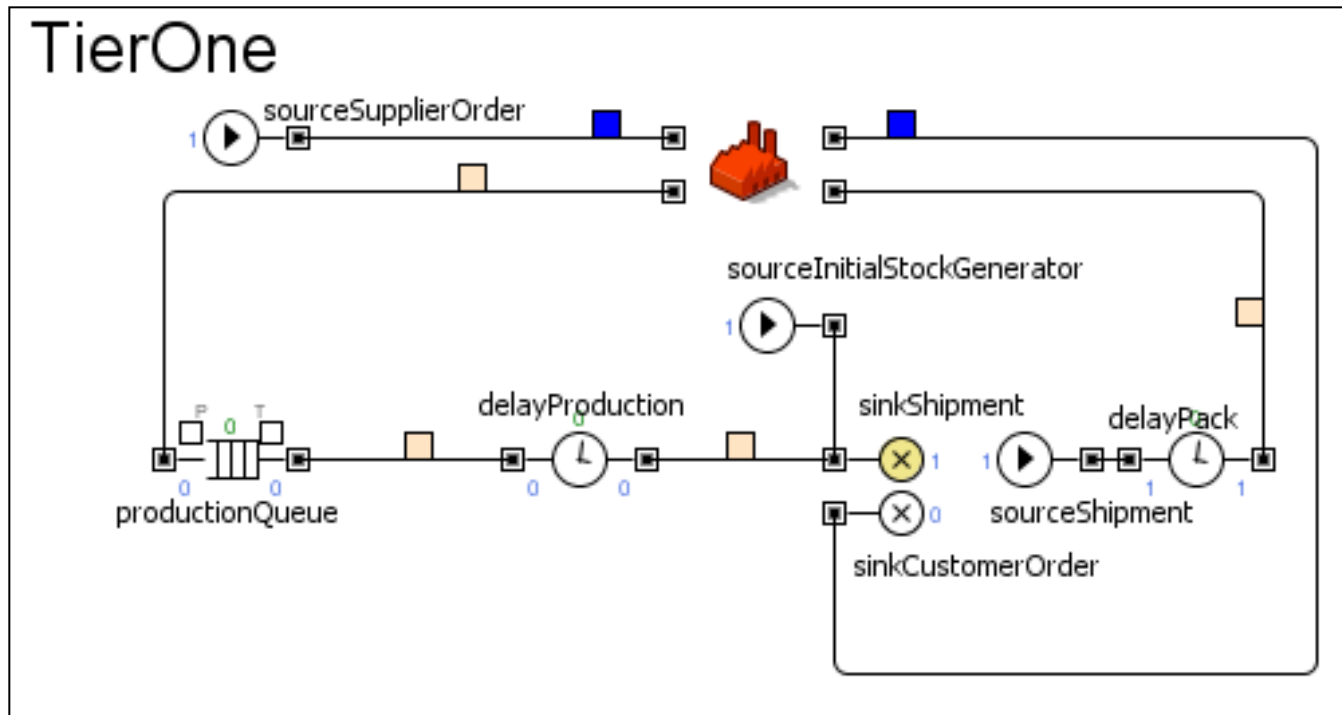 TierOne
sourceSupplierOrder
1
sourceInitialStockGenerator
1
delayProduction
0
sinkShipment
delayPack
0
P
T
0
1
1
0
0
0
0
1
1
productionQueue
0
sourceShipment
sinkCustomerOrder